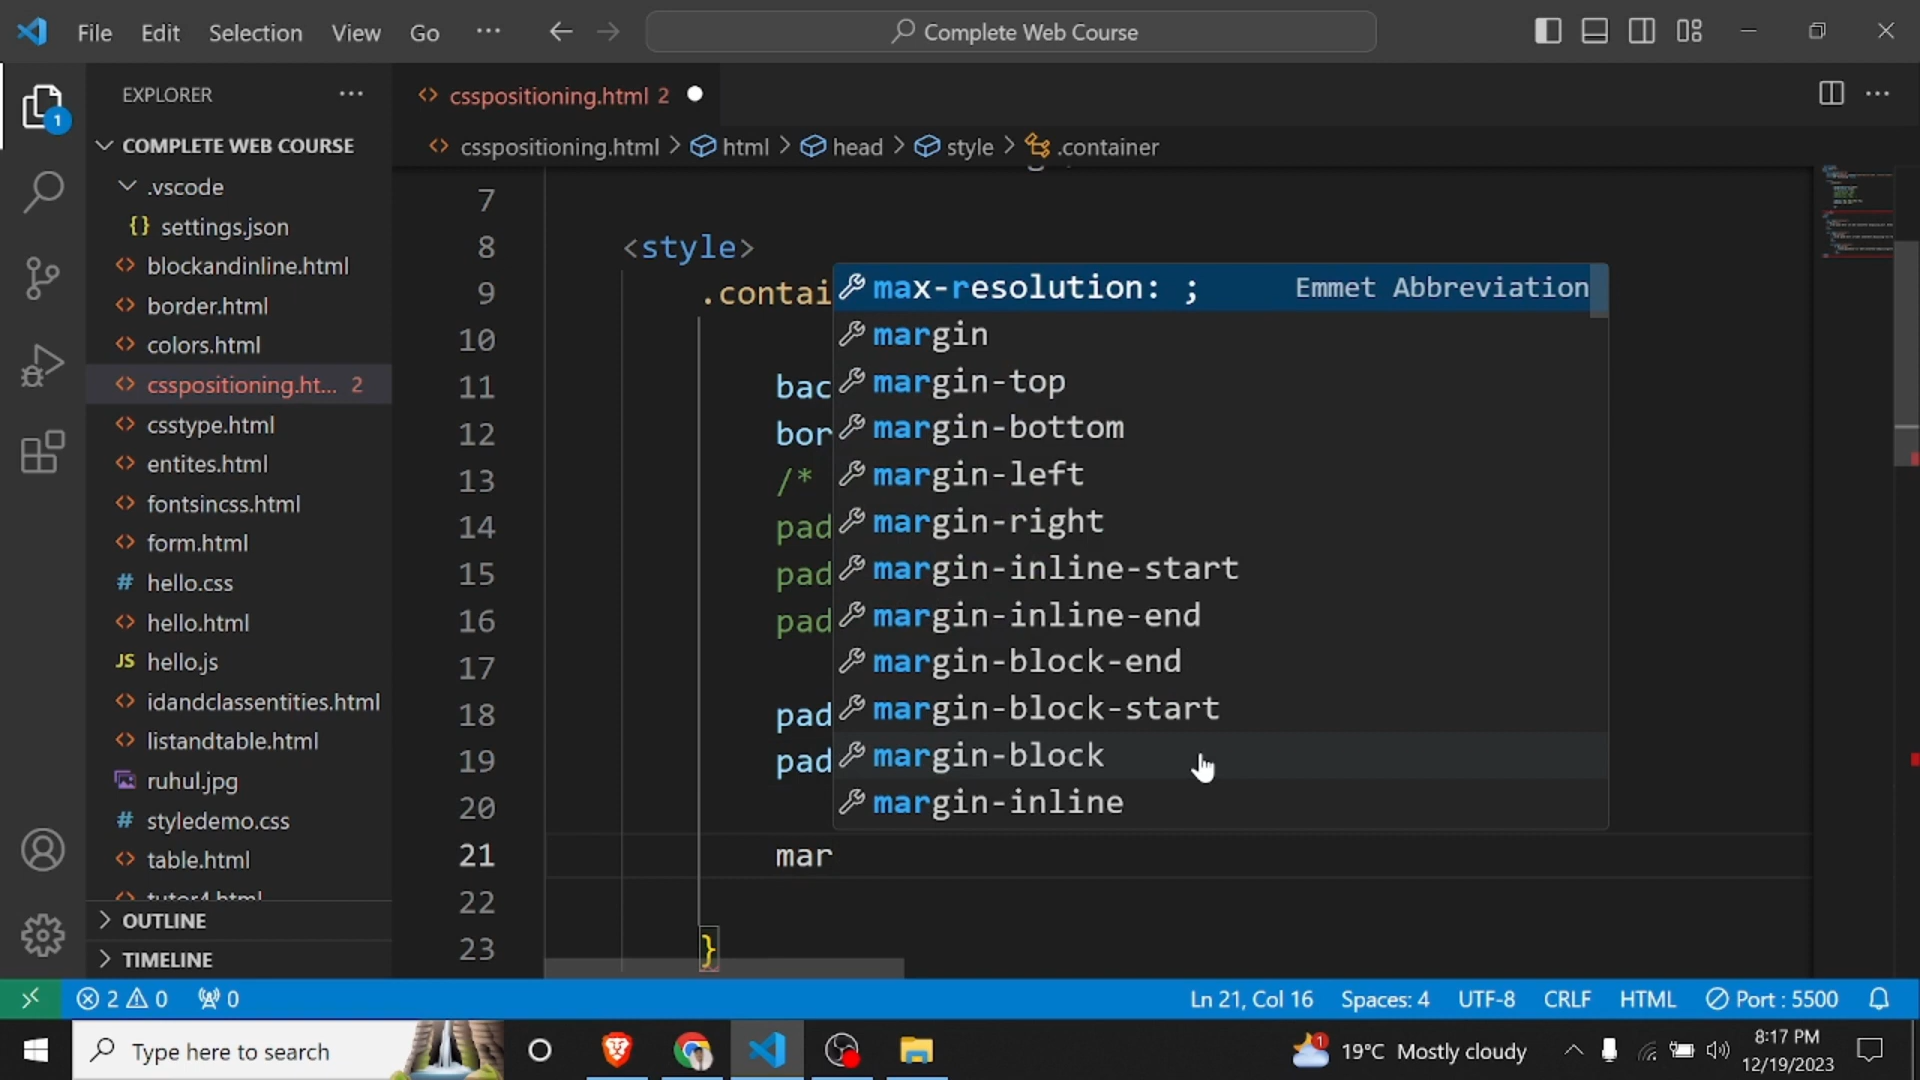 File Edit Selection View Go ··· Complete Web Course
EXPLORER ···
1
COMPLETE WEB COURSE
.vscode
{} settings.json
<> blockandinline.html
<> border.html
<> colors.html
<> csspositioning.ht... 2
<> csstype.html
<> entites.html
<> fontsincss.html
<> form.html
# hello.css
<> hello.html
JS hello.js
<> idandclassentities.html
<> listandtable.html
ruhul.jpg
# styledemo.css
<> table.html
OUTLINE
TIMELINE
<> csspositioning.html 2 ● ···
<> csspositioning.html > html > head > style > .container
7
8 <style>
9 .contai
10
11 bac
12 bor
13 /*
14 pad
15 pad
16 pad
17
18 pad
19 pad
20
21 mar
22
23 }
max-resolution: ; Emmet Abbreviation
margin
margin-top
margin-bottom
margin-left
margin-right
margin-inline-start
margin-inline-end
margin-block-end
margin-block-start
margin-block
margin-inline
2 0 0 Ln 21, Col 16 Spaces: 4 UTF-8 CRLF HTML Port : 5500
Type here to search 1 19°C Mostly cloudy 8:17 PM
12/19/2023